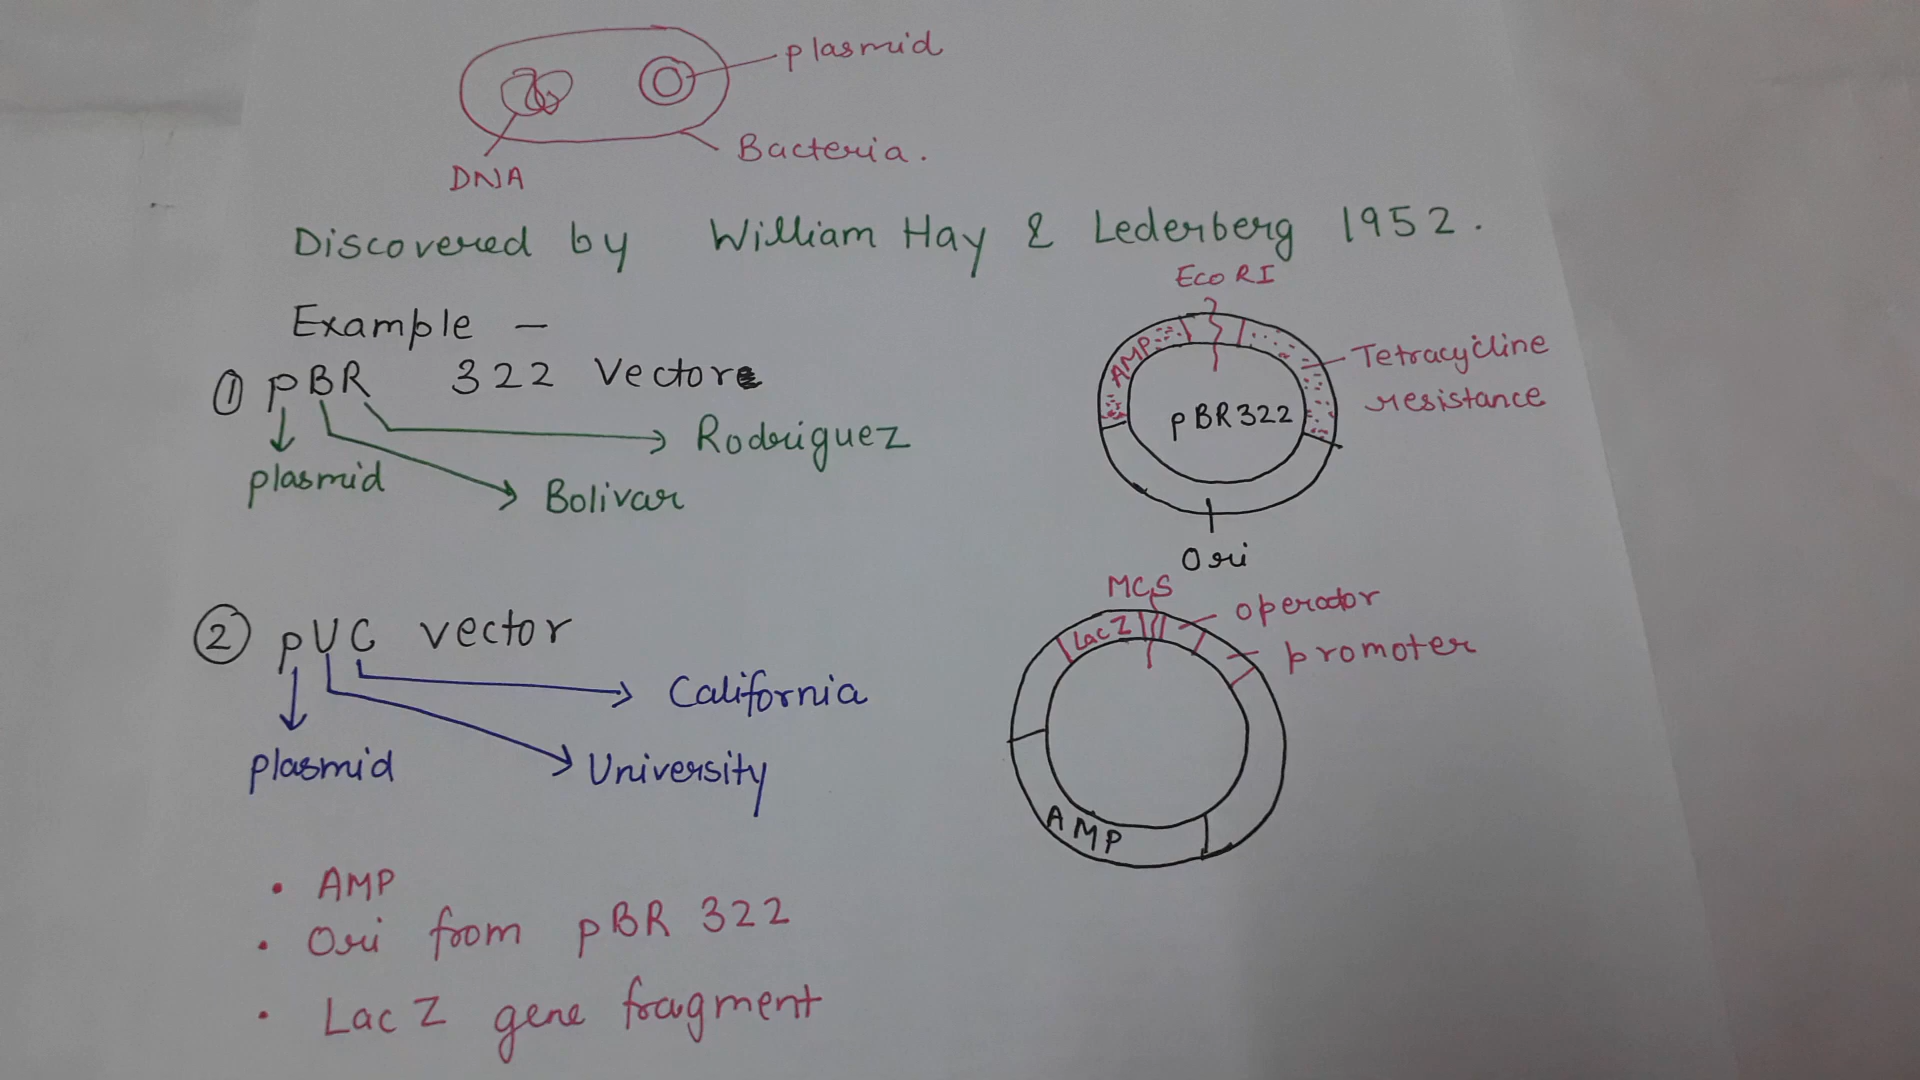 plasmid
Bacteria.
DNA
Discovered by William Hay & Lederberg 1952.
Example –
① pBR 322 Vector
Rodriguez
plasmid
Bolivar
Eco RI
AMP
Tetracycline
resistance
pBR322
Ori
② pUC vector
California
plasmid
University
MCS
Lac Z
operator
promoter
AMP
• AMP
• Ori from pBR 322
• Lac Z gene fragment